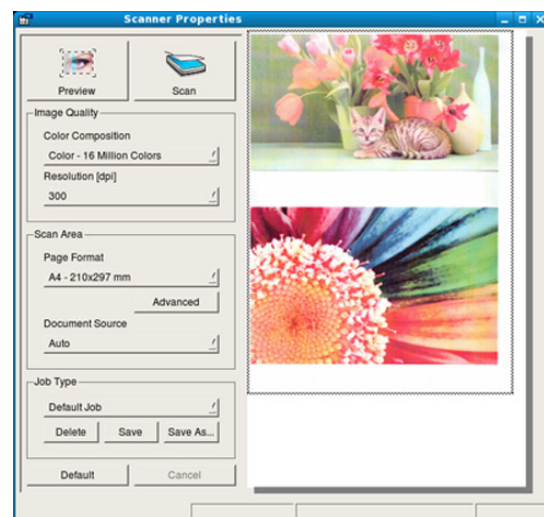 Scanner Properties
Preview
Scan
Image Quality
Color Composition
Color - 16 Million Colors
Resolution [dpi]
300
Scan Area
Page Format
A4 - 210x297 mm
Advanced
Document Source
Auto
Job Type
Default Job
Delete
Save
Save As...
Default
Cancel